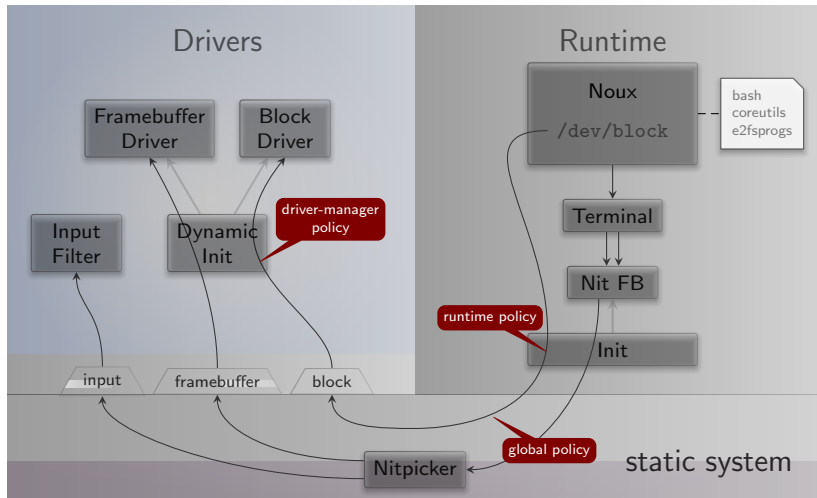 Drivers
Runtime
Framebuffer
Driver
Block
Driver
Noux
/dev/block
bash
coreutils
e2fsprogs
Input
Filter
Dynamic
Init
driver-manager
policy
Terminal
Nit FB
runtime policy
Init
input
framebuffer
block
global policy
Nitpicker
static system